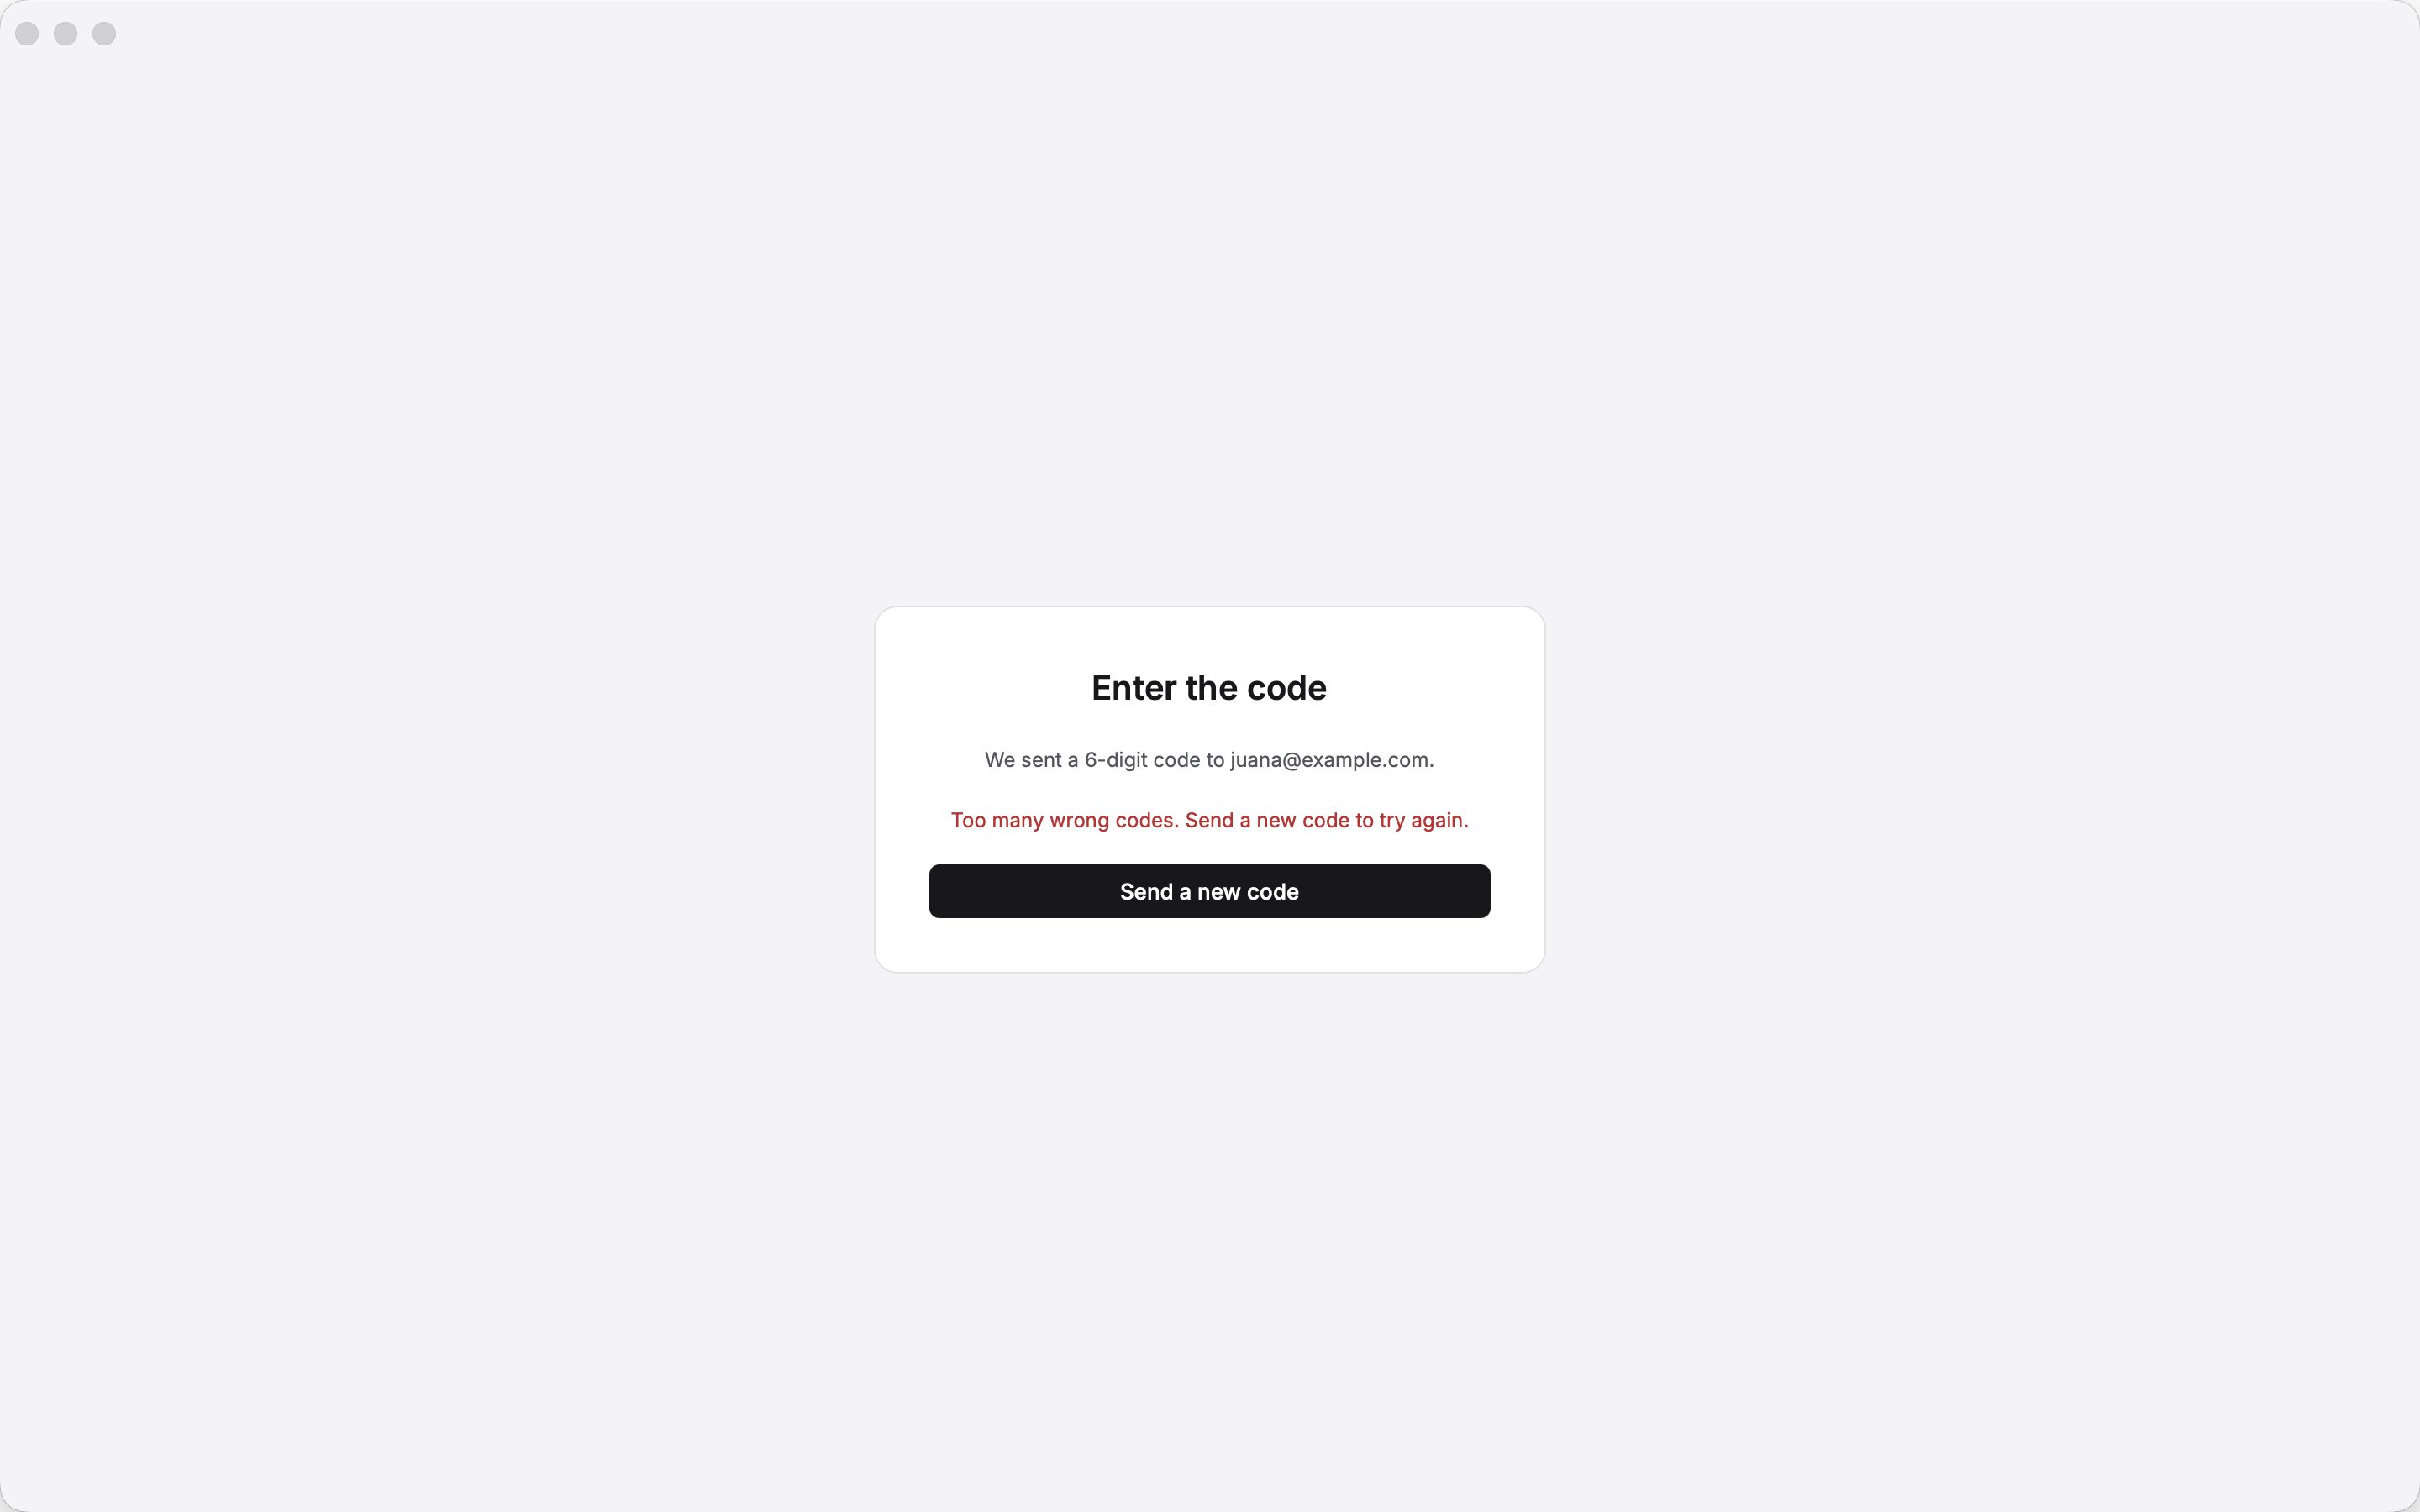 Enter the code
We sent a 6-digit code to juana@example.com.
Too many wrong codes. Send a new code to try again.
Send a new code